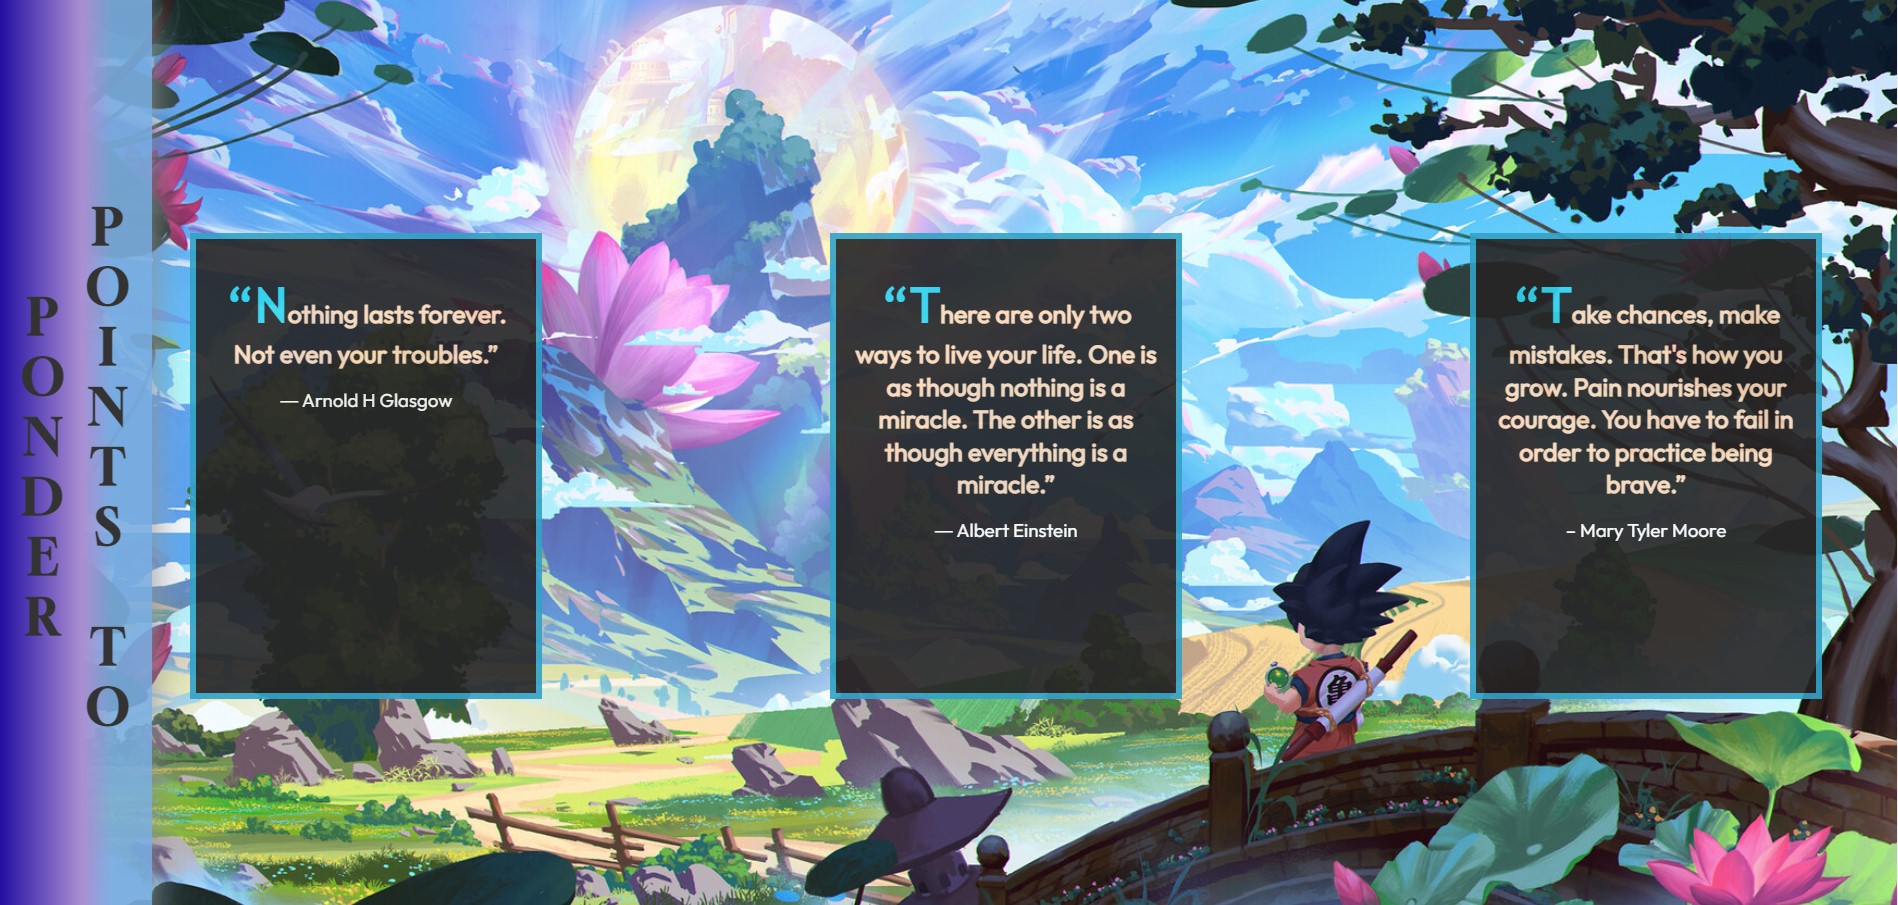 POINTS TO
PONDER
“Nothing lasts forever.
Not even your troubles.”
— Arnold H Glasgow
“There are only two
ways to live your life. One is
as though nothing is a
miracle. The other is as
though everything is a
miracle.”
— Albert Einstein
“Take chances, make
mistakes. That's how you
grow. Pain nourishes your
courage. You have to fail in
order to practice being
brave.”
– Mary Tyler Moore
亀